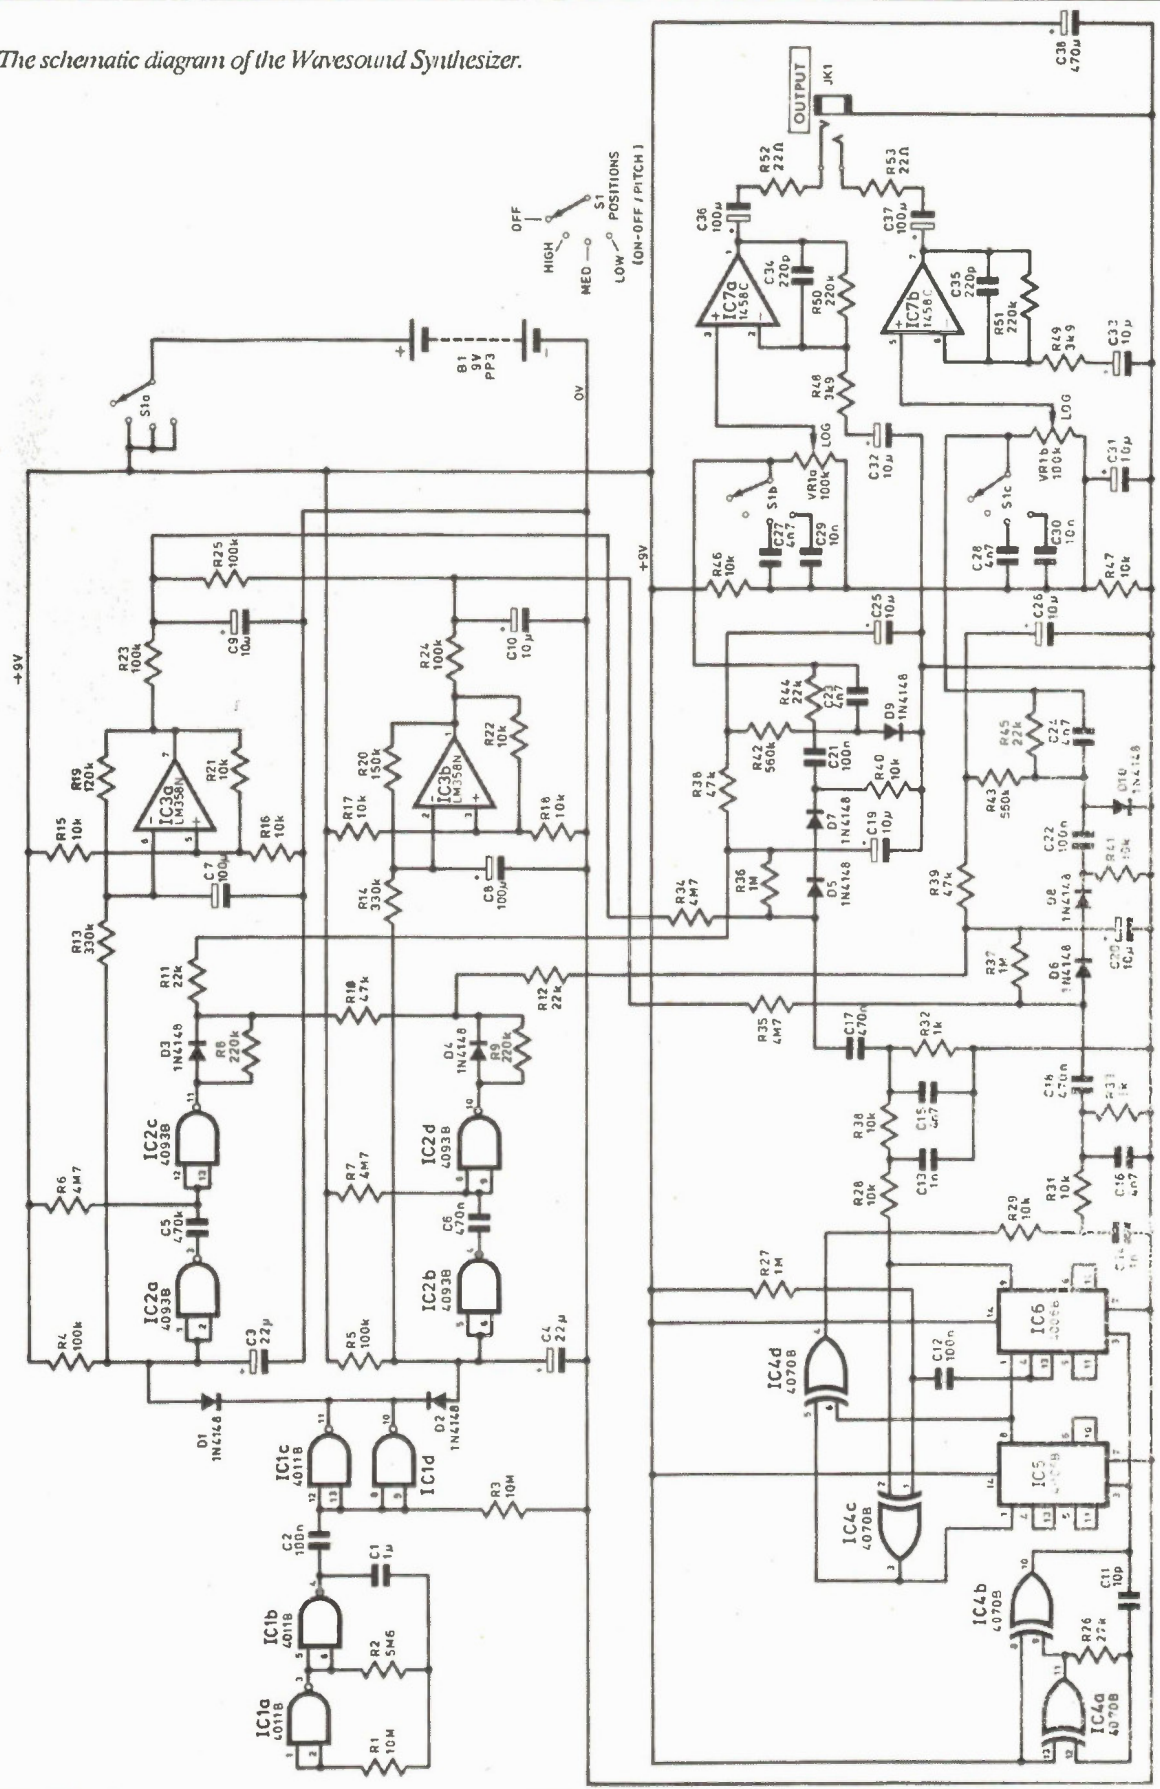 The schematic diagram of the Wavesound Synthesizer.
C38
470µ
OUTPUT
JK1
R52
22Ω
R53
22Ω
OFF
HIGH
MED
LOW
S1
POSITIONS
(ON-OFF / PITCH)
C36
100µ
C37
100µ
IC7a
1458C
C34
220p
R50
220k
IC7b
1458C
C35
220p
R51
220k
R48
3k9
R49
3k9
C33
10µ
C32
10µ
LOG
VR1a
100k
LOG
VR1b
100k
C31
10µ
S1a
B1
9V
PP3
0V
+9V
S1b
C27
4n7
C29
10n
R46
10k
S1c
C28
4n7
C30
10n
R47
10k
+9V
R25
100k
C9
10µ
R23
100k
R24
100k
C10
10µ
C25
10µ
C26
10µ
R19
120k
IC3a
LM358N
R21
10k
R15
10k
R16
10k
C7
100µ
R13
330k
R20
150k
IC3b
LM358N
R22
10k
R17
10k
R18
10k
C8
100µ
R14
330k
R44
22k
C23
4n7
D9
1N4148
R42
560k
C21
100n
R40
10k
R38
47k
D7
1N4148
C19
10µ
D5
1N4148
R36
1M
R34
4M7
R45
22k
C24
4n7
R43
560k
D10
1N4148
C22
100n
R41
10k
R39
47k
D8
1N4148
C20
10µ
D6
1N4148
R37
1M
R35
4M7
R11
22k
D3
1N4148
R8
220k
R10
47k
R12
22k
D4
1N4148
R9
220k
IC2c
4093B
IC2d
4093B
R6
4M7
R7
4M7
C5
470k
C6
470n
IC2a
4093B
IC2b
4093B
R4
100k
R5
100k
C3
22µ
C4
22µ
C17
470n
R32
1k
R38
10k
C15
4n7
R28
10k
C13
1n
C18
470n
R31
10k
C16
4n7
R29
10k
R27
1M
IC6
IC4d
4070B
C12
100n
IC5
D1
1N4148
D2
1N4148
IC1c
4011B
IC1d
R3
10M
C2
100n
C1
1µ
IC1b
4011B
R2
5M6
IC1a
4011B
R1
10M
IC4c
4070B
IC4b
4070B
C11
10p
R26
IC4a
4070B